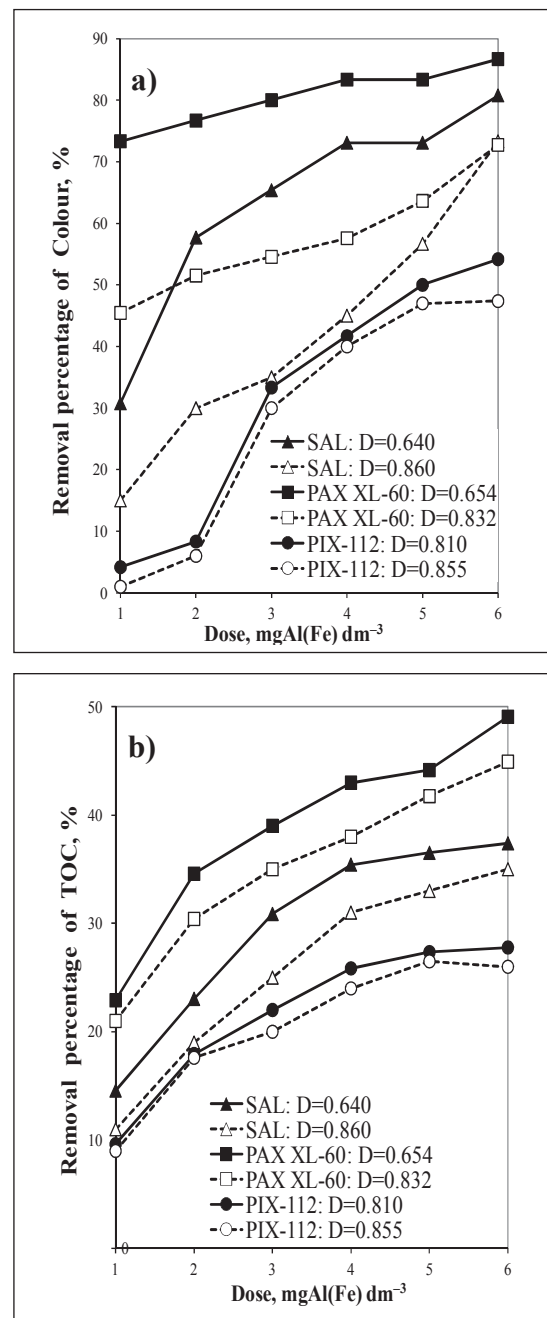 a)
Removal percentage of Colour, %
90
80
70
60
50
40
30
20
10
0
SAL: D=0.640
SAL: D=0.860
PAX XL-60: D=0.654
PAX XL-60: D=0.832
PIX-112: D=0.810
PIX-112: D=0.855
1 2 3 4 5 6
Dose, mgAl(Fe) dm⁻³
b)
Removal percentage of TOC, %
50
40
30
20
10
0
SAL: D=0.640
SAL: D=0.860
PAX XL-60: D=0.654
PAX XL-60: D=0.832
PIX-112: D=0.810
PIX-112: D=0.855
1 2 3 4 5 6
Dose, mgAl(Fe) dm⁻³